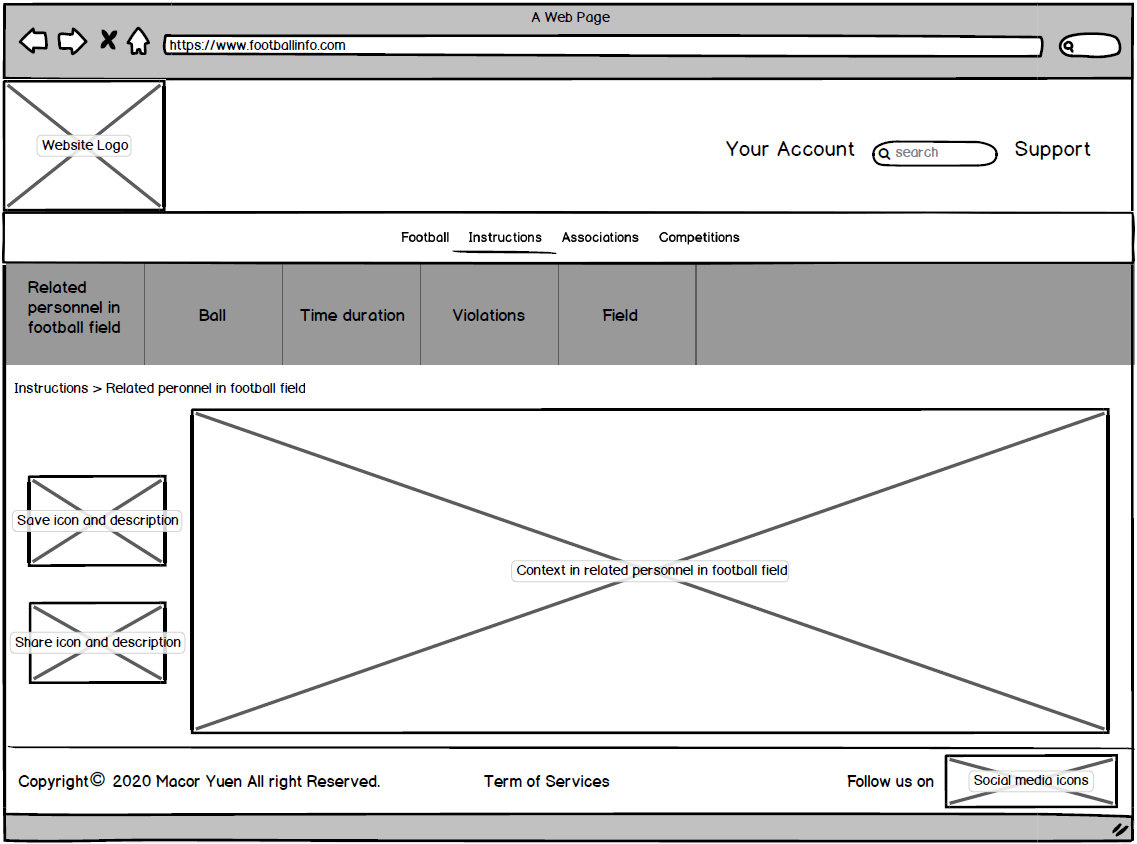 A Web Page
https://www.footballinfo.com
Website Logo
Your Account
search
Support
Football Instructions Associations Competitions
Related
personnel in
football field
Ball
Time duration
Violations
Field
Instructions > Related peronnel in football field
Save icon and description
Context in related personnel in football field
Share icon and description
Copyright© 2020 Macor Yuen All right Reserved.
Term of Services
Follow us on
Social media icons